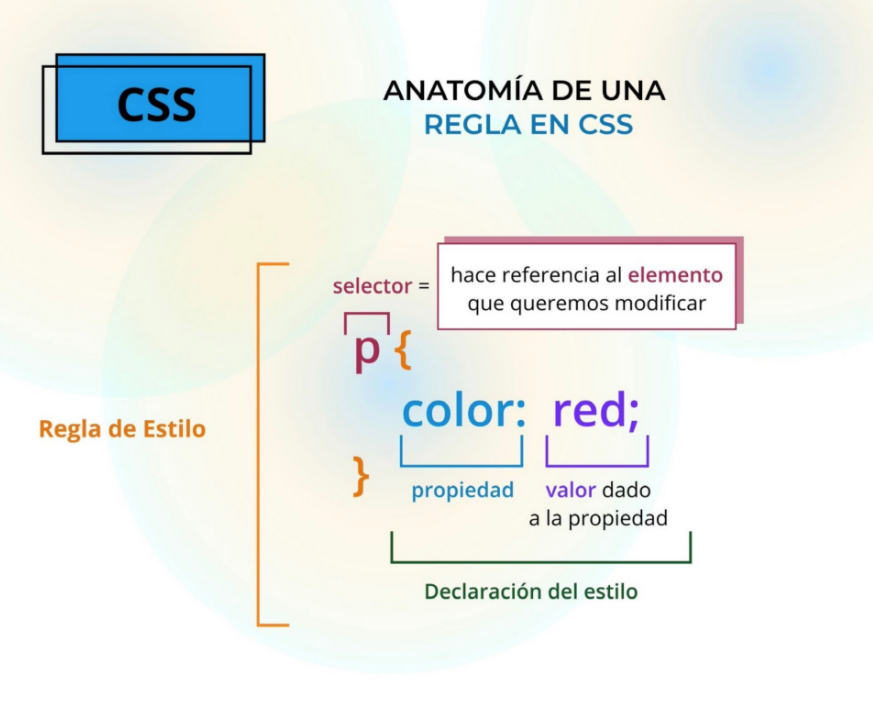 CSS
ANATOMÍA DE UNA
REGLA EN CSS
selector =
hace referencia al elemento
que queremos modificar
p {
color: red;
Regla de Estilo
}
propiedad
valor dado
a la propiedad
Declaración del estilo